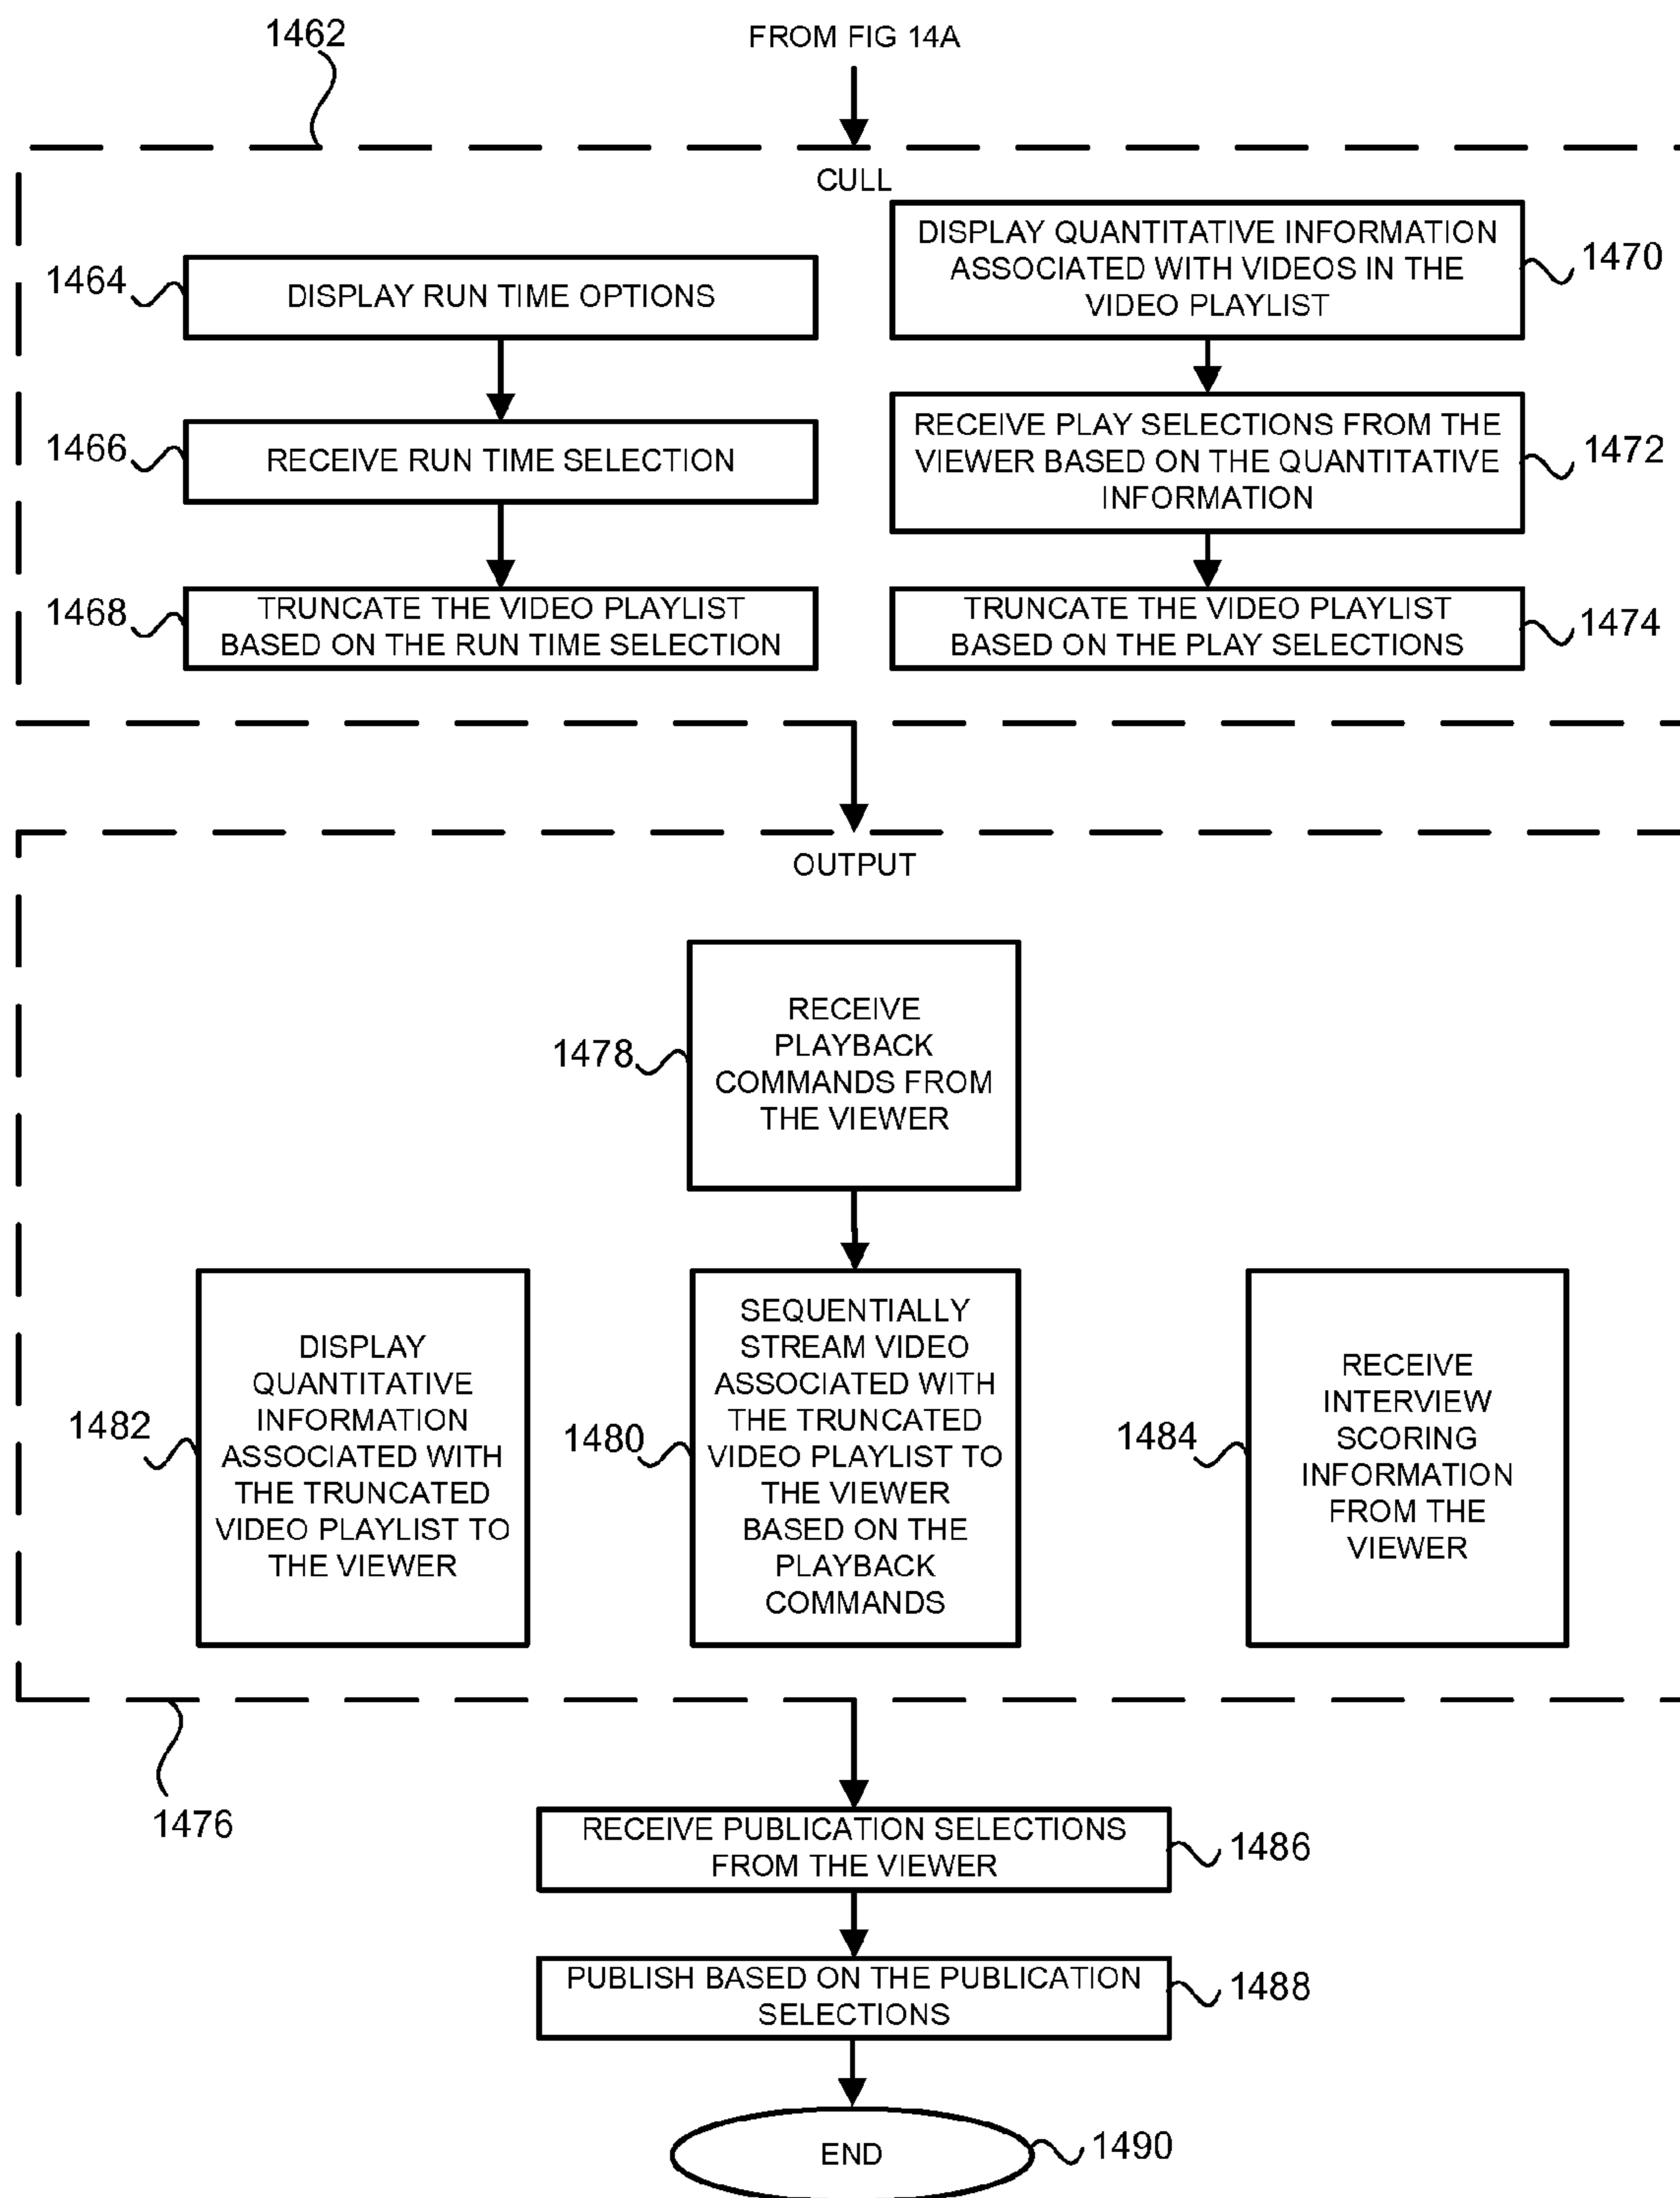 1462
FROM FIG 14A
CULL
1464
DISPLAY RUN TIME OPTIONS
1466
RECEIVE RUN TIME SELECTION
1468
TRUNCATE THE VIDEO PLAYLIST
BASED ON THE RUN TIME SELECTION
DISPLAY QUANTITATIVE INFORMATION
ASSOCIATED WITH VIDEOS IN THE
VIDEO PLAYLIST
1470
RECEIVE PLAY SELECTIONS FROM THE
VIEWER BASED ON THE QUANTITATIVE
INFORMATION
1472
TRUNCATE THE VIDEO PLAYLIST
BASED ON THE PLAY SELECTIONS
1474
OUTPUT
1478
RECEIVE
PLAYBACK
COMMANDS FROM
THE VIEWER
1482
DISPLAY
QUANTITATIVE
INFORMATION
ASSOCIATED WITH
THE TRUNCATED
VIDEO PLAYLIST TO
THE VIEWER
1480
SEQUENTIALLY
STREAM VIDEO
ASSOCIATED WITH
THE TRUNCATED
VIDEO PLAYLIST TO
THE VIEWER
BASED ON THE
PLAYBACK
COMMANDS
1484
RECEIVE
INTERVIEW
SCORING
INFORMATION
FROM THE
VIEWER
1476
RECEIVE PUBLICATION SELECTIONS
FROM THE VIEWER
1486
PUBLISH BASED ON THE PUBLICATION
SELECTIONS
1488
END
1490